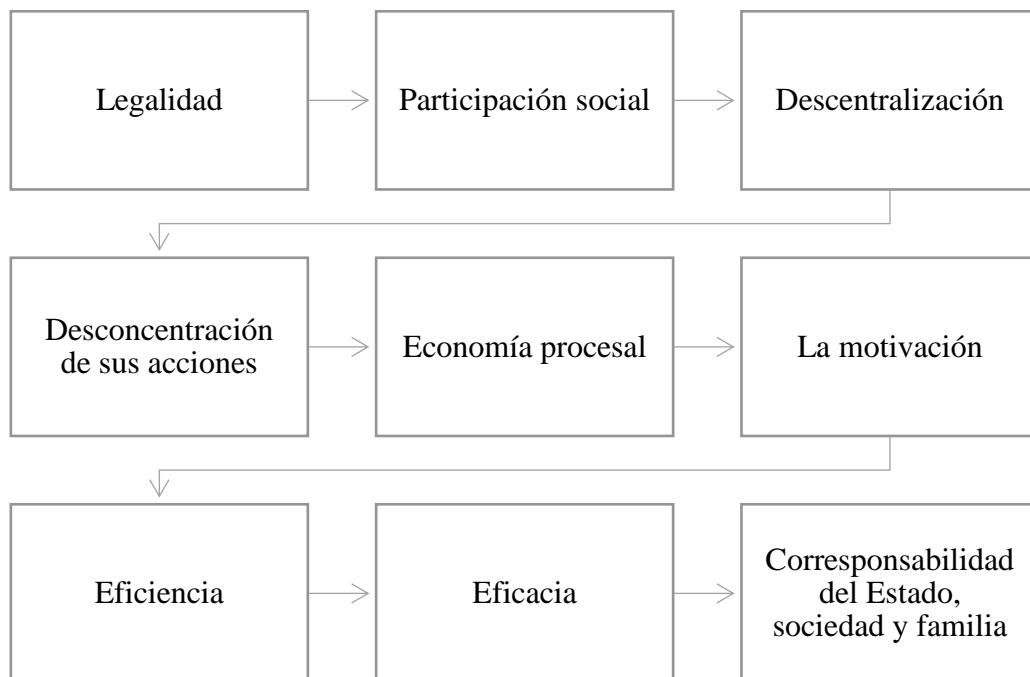 Legalidad
Participación social
Descentralización
Desconcentración
de sus acciones
Economía procesal
La motivación
Eficiencia
Eficacia
Corresponsabilidad
del Estado,
sociedad y familia